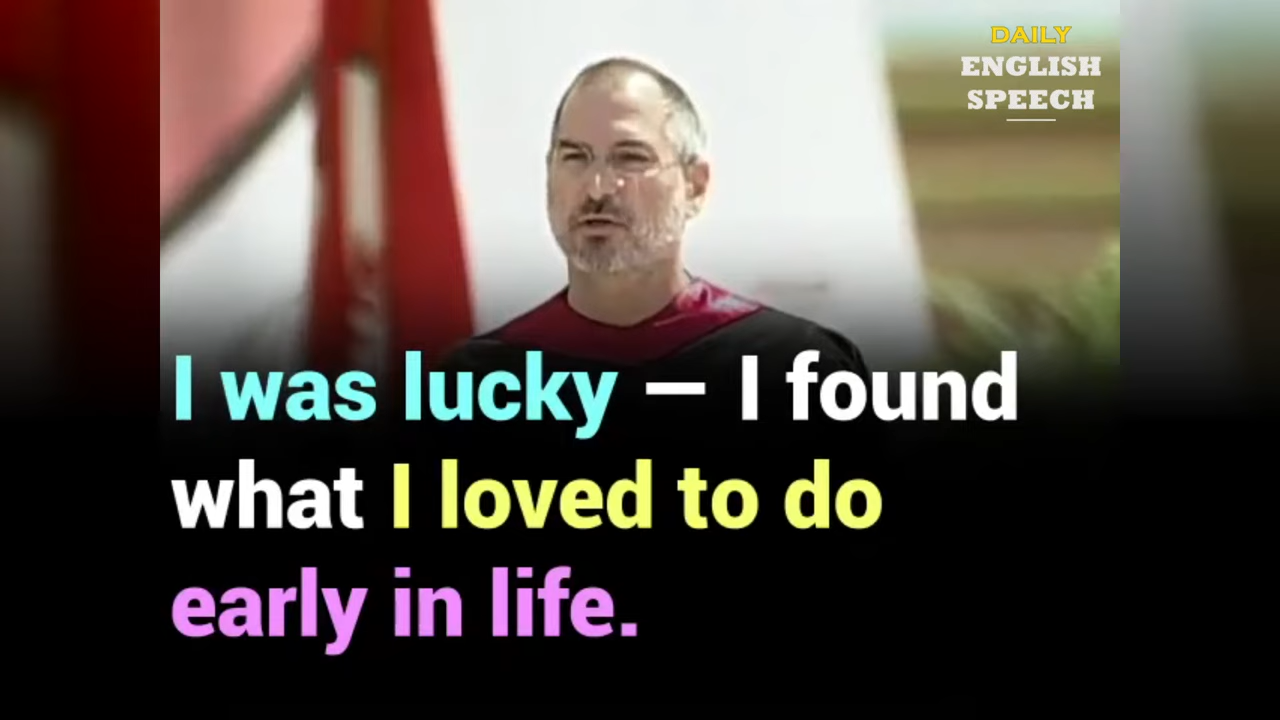 DAILY
ENGLISH
SPEECH
I was lucky — I found
what I loved to do
early in life.